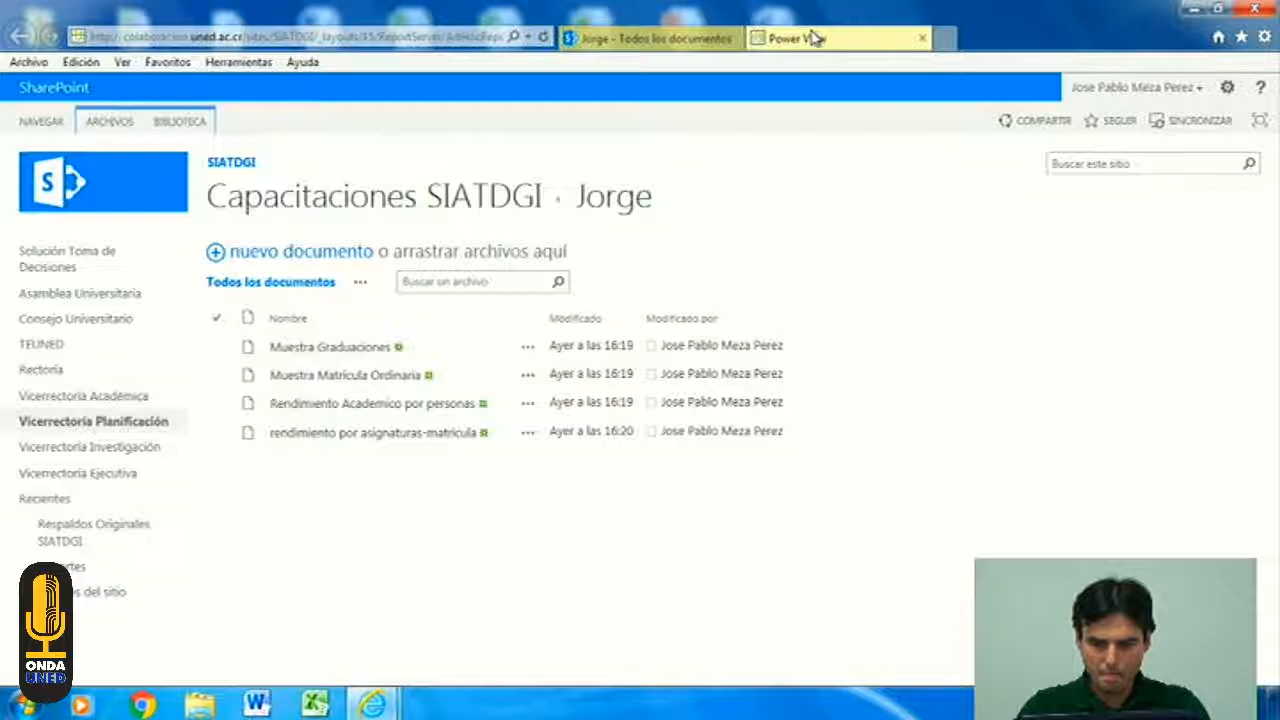 Jorge - Todos los documentos
Archivo Edición Ver Favoritos Herramientas Ayuda
SharePoint
Jose Pablo Meza Perez
NAVEGAR ARCHIVOS BIBLIOTECA
COMPARTIR SEGUIR SINCRONIZAR
SIATDGI
Buscar este sitio
Capacitaciones SIATDGI · Jorge
nuevo documento o arrastrar archivos aquí
Todos los documentos ··· Buscar un archivo
Nombre Modificado Modificado por
Muestra Graduaciones ··· Ayer a las 16:19 Jose Pablo Meza Perez
Muestra Matricula Ordinaria ··· Ayer a las 16:19 Jose Pablo Meza Perez
Rendimiento Academico por personas ··· Ayer a las 16:19 Jose Pablo Meza Perez
rendimiento por asignaturas-matricula ··· Ayer a las 16:20 Jose Pablo Meza Perez
Solución Toma de
Decisiones
Asamblea Universitaria
Consejo Universitario
TEUNED
Rectoría
Vicerrectoría Académica
Vicerrectoría Planificación
Vicerrectoría Investigación
Vicerrectoría Ejecutiva
Recientes
Respaldos Originales
SIATDGI
del sitio
ONDA
UNED